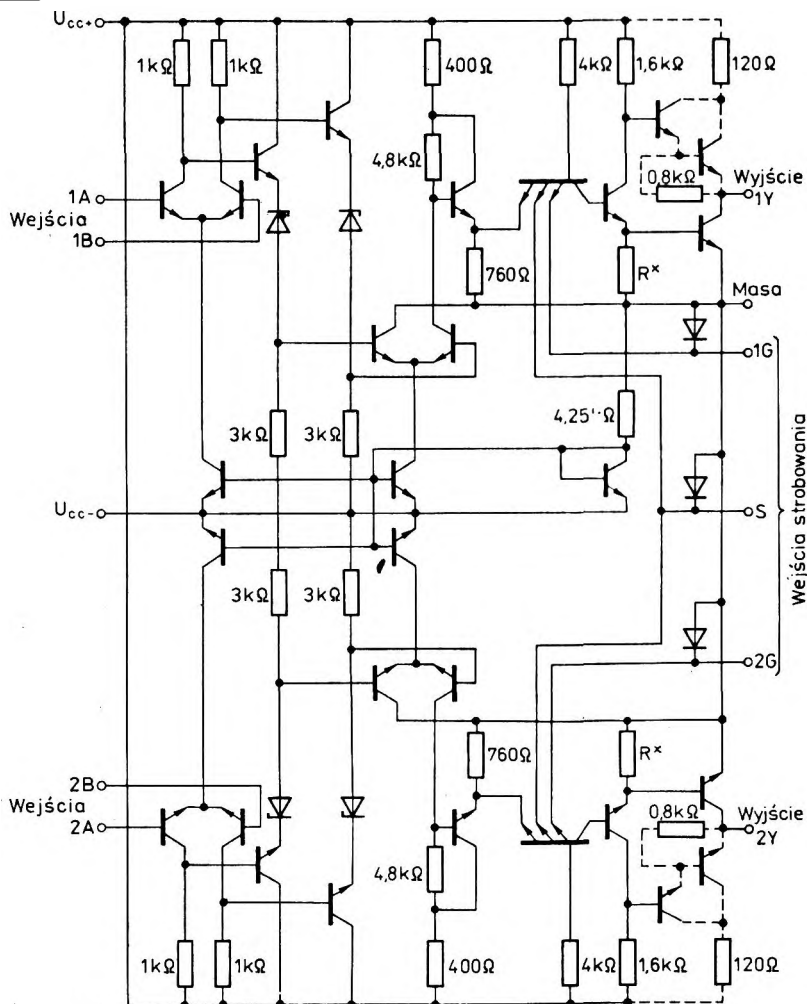 Ucc+
1kΩ
1kΩ
400Ω
4kΩ
1,6kΩ
120Ω
4,8kΩ
0,8kΩ
Wyjście
1Y
1A
Wejścia
1B
760Ω
R×
Masa
1G
3kΩ
3kΩ
Ucc-
S
Wejścia strobowania
3kΩ
3kΩ
2G
760Ω
R×
2B
Wejścia
2A
0,8kΩ
Wyjście
2Y
4,8kΩ
1kΩ
1kΩ
400Ω
4kΩ
1,6kΩ
120Ω